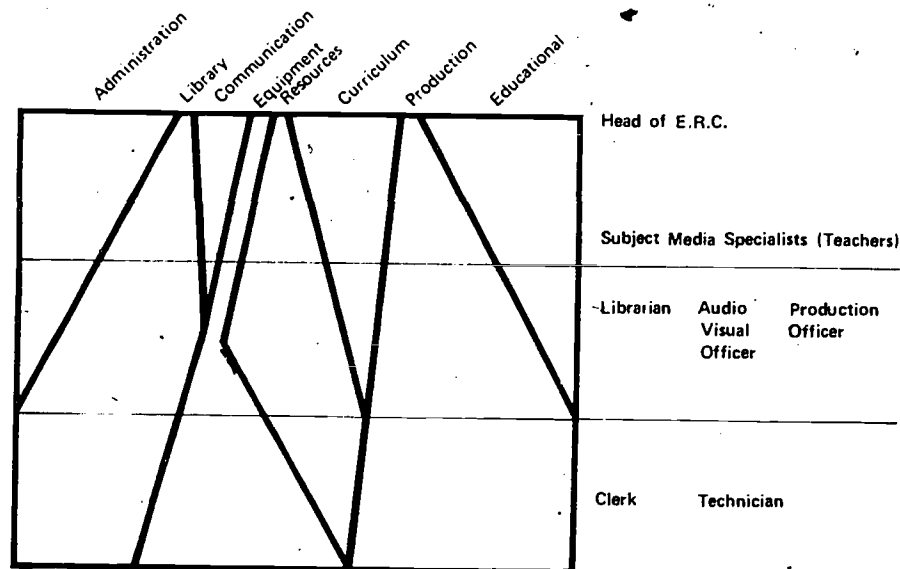 Administration
Library
Communication
Equipment
Resources
Curriculum
Production
Educational
Head of E.R.C.
Subject Media Specialists (Teachers)
Librarian Audio Production
Visual Officer
Officer
Clerk Technician